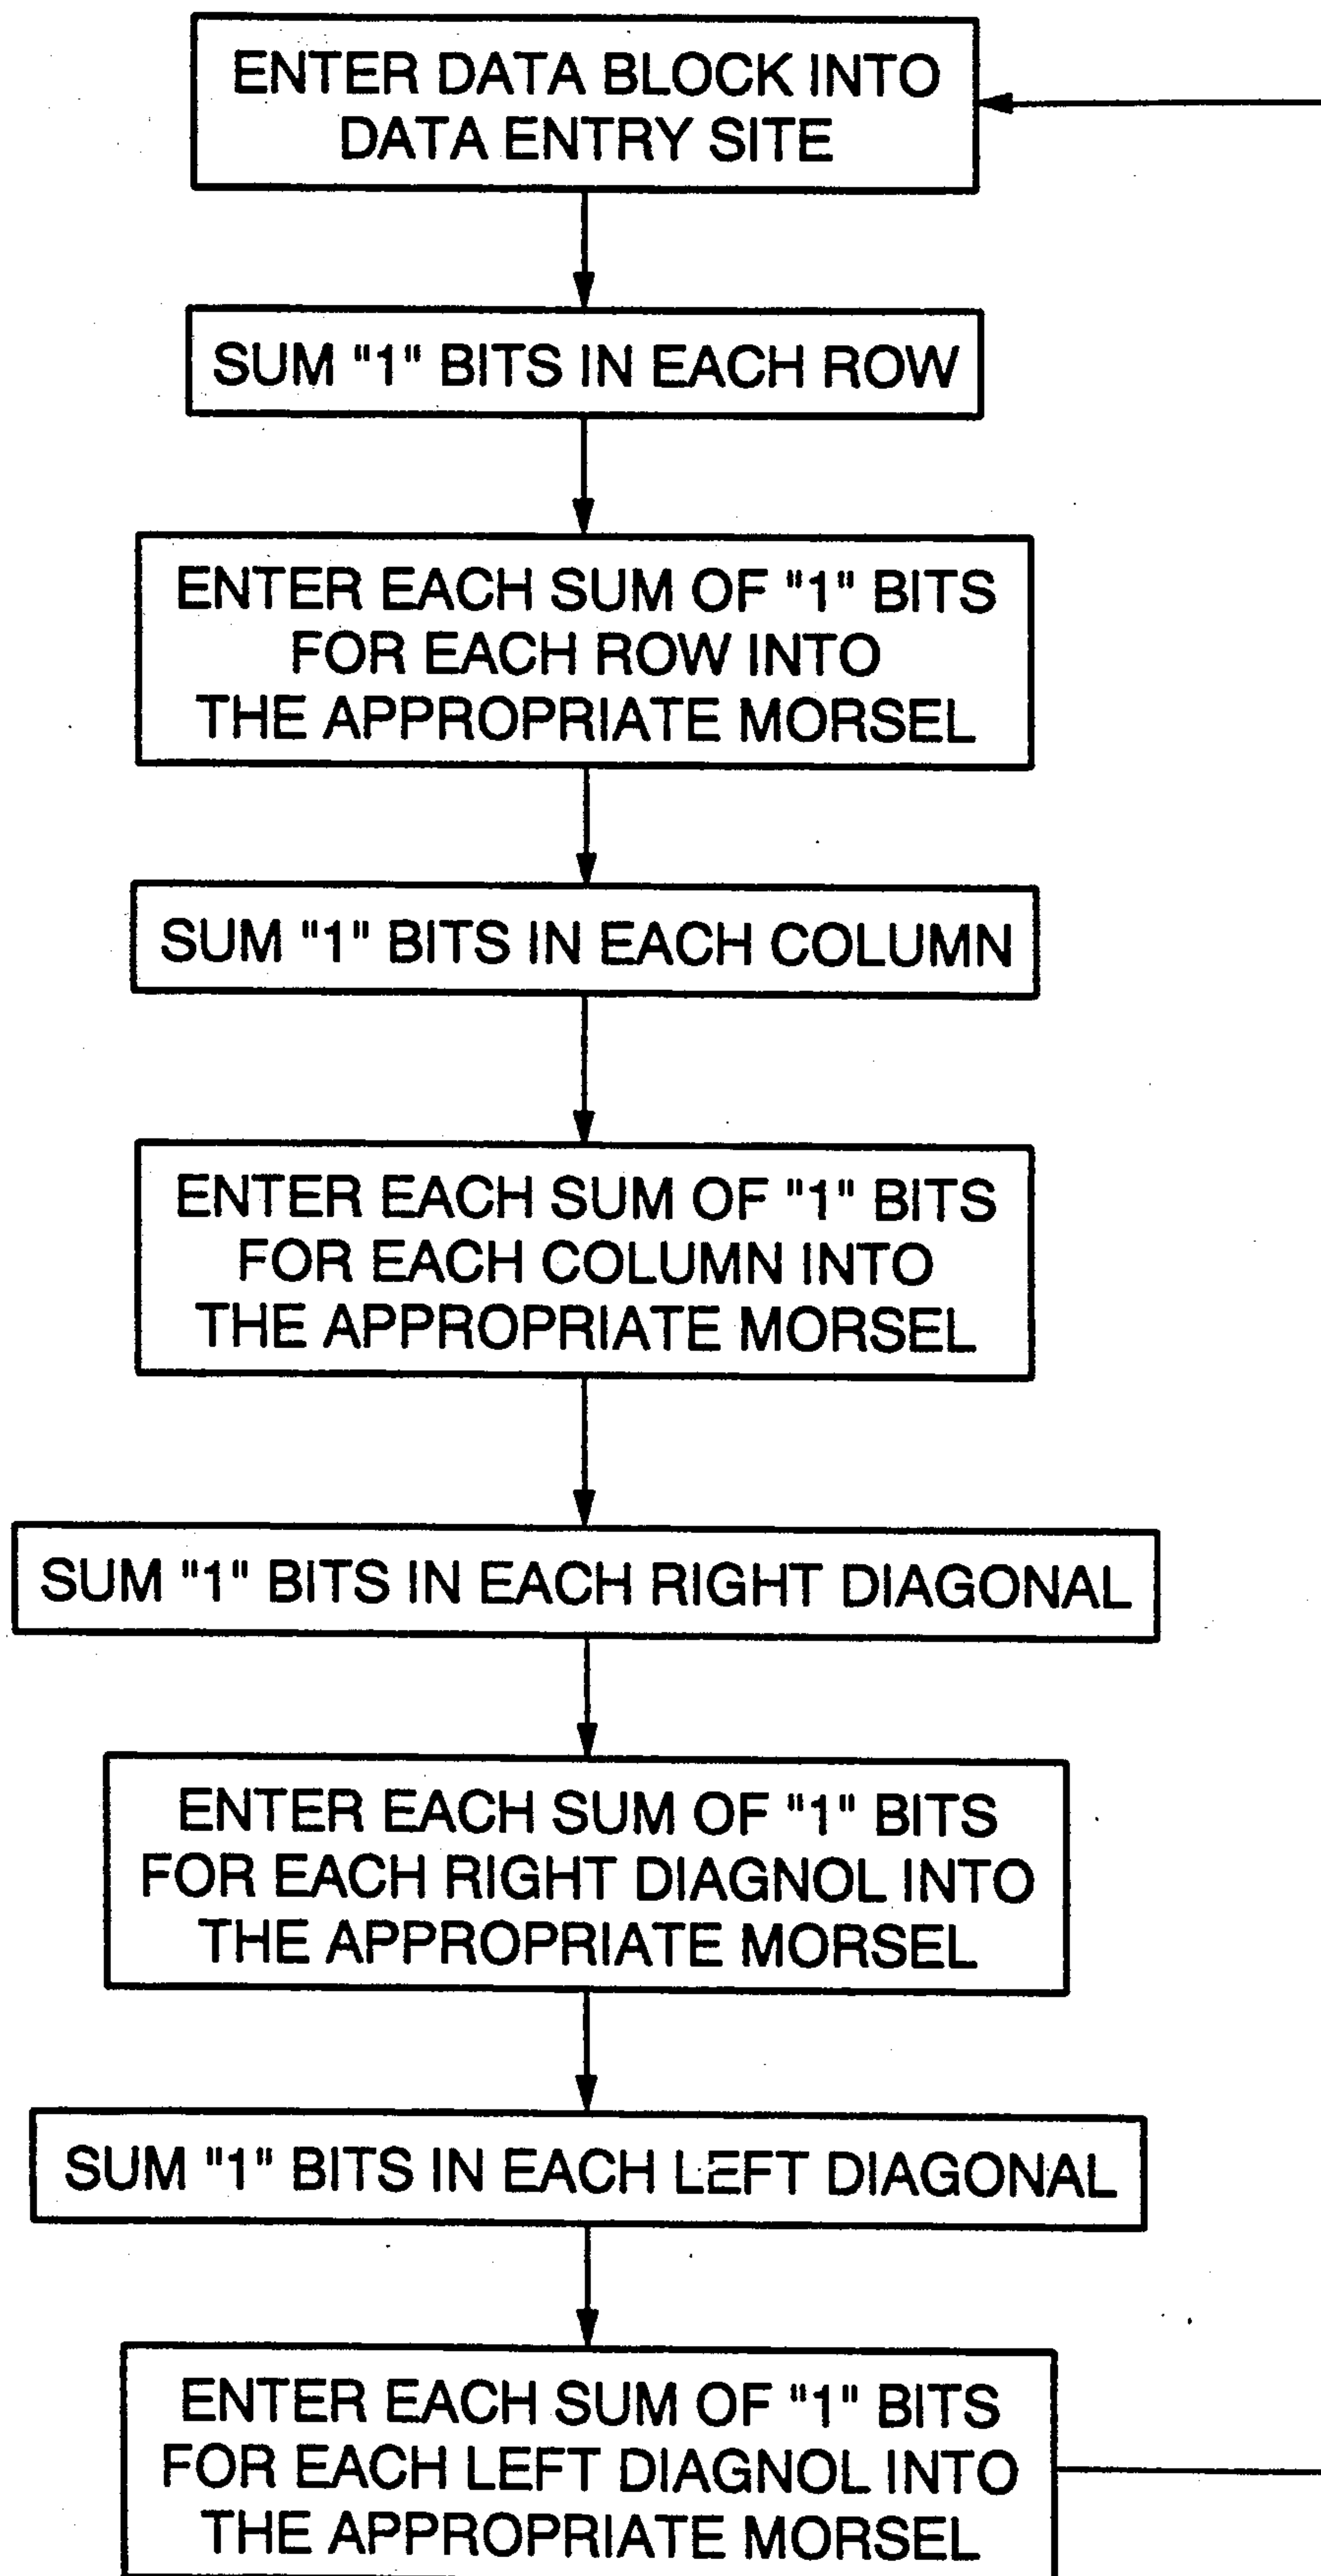 ENTER DATA BLOCK INTO
DATA ENTRY SITE
SUM "1" BITS IN EACH ROW
ENTER EACH SUM OF "1" BITS
FOR EACH ROW INTO
THE APPROPRIATE MORSEL
SUM "1" BITS IN EACH COLUMN
ENTER EACH SUM OF "1" BITS
FOR EACH COLUMN INTO
THE APPROPRIATE MORSEL
SUM "1" BITS IN EACH RIGHT DIAGONAL
ENTER EACH SUM OF "1" BITS
FOR EACH RIGHT DIAGNOL INTO
THE APPROPRIATE MORSEL
SUM "1" BITS IN EACH LEFT DIAGONAL
ENTER EACH SUM OF "1" BITS
FOR EACH LEFT DIAGNOL INTO
THE APPROPRIATE MORSEL